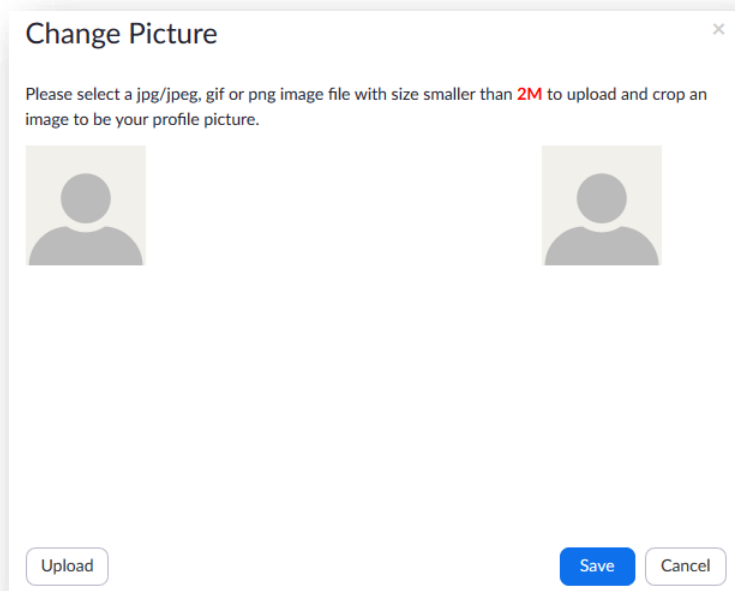 Change Picture
×
Please select a jpg/jpeg, gif or png image file with size smaller than 2M to upload and crop an
image to be your profile picture.
Upload
Save
Cancel